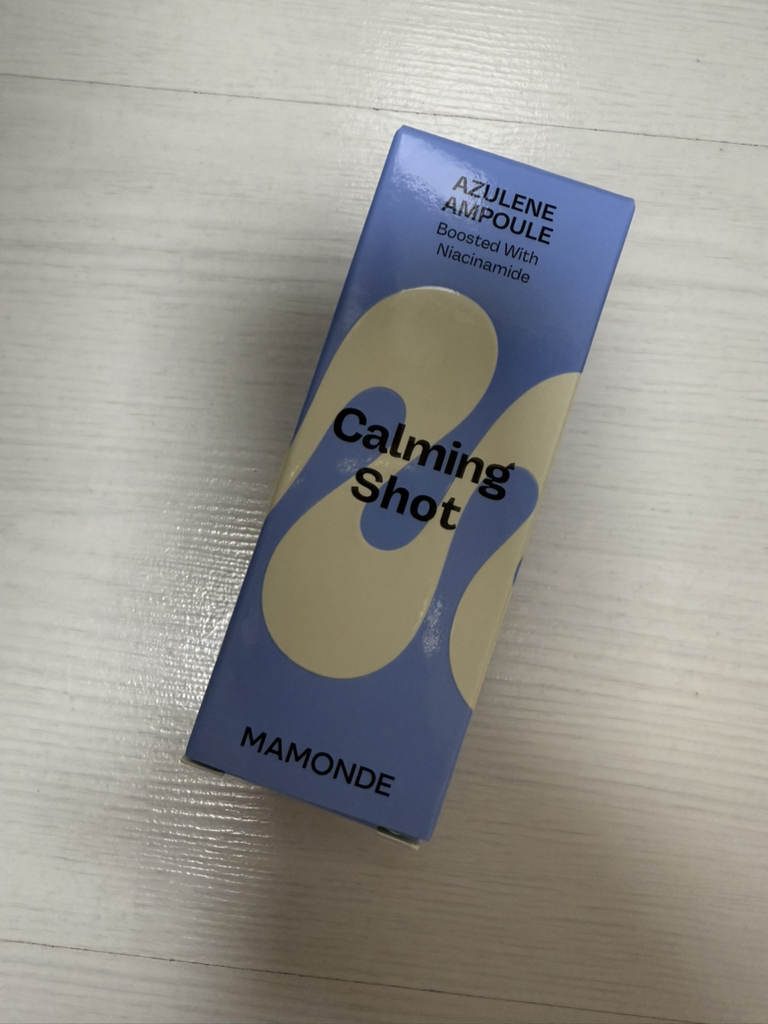 AZULENE
AMPOULE
Boosted With
Niacinamide
Calming
Shot
MAMONDE